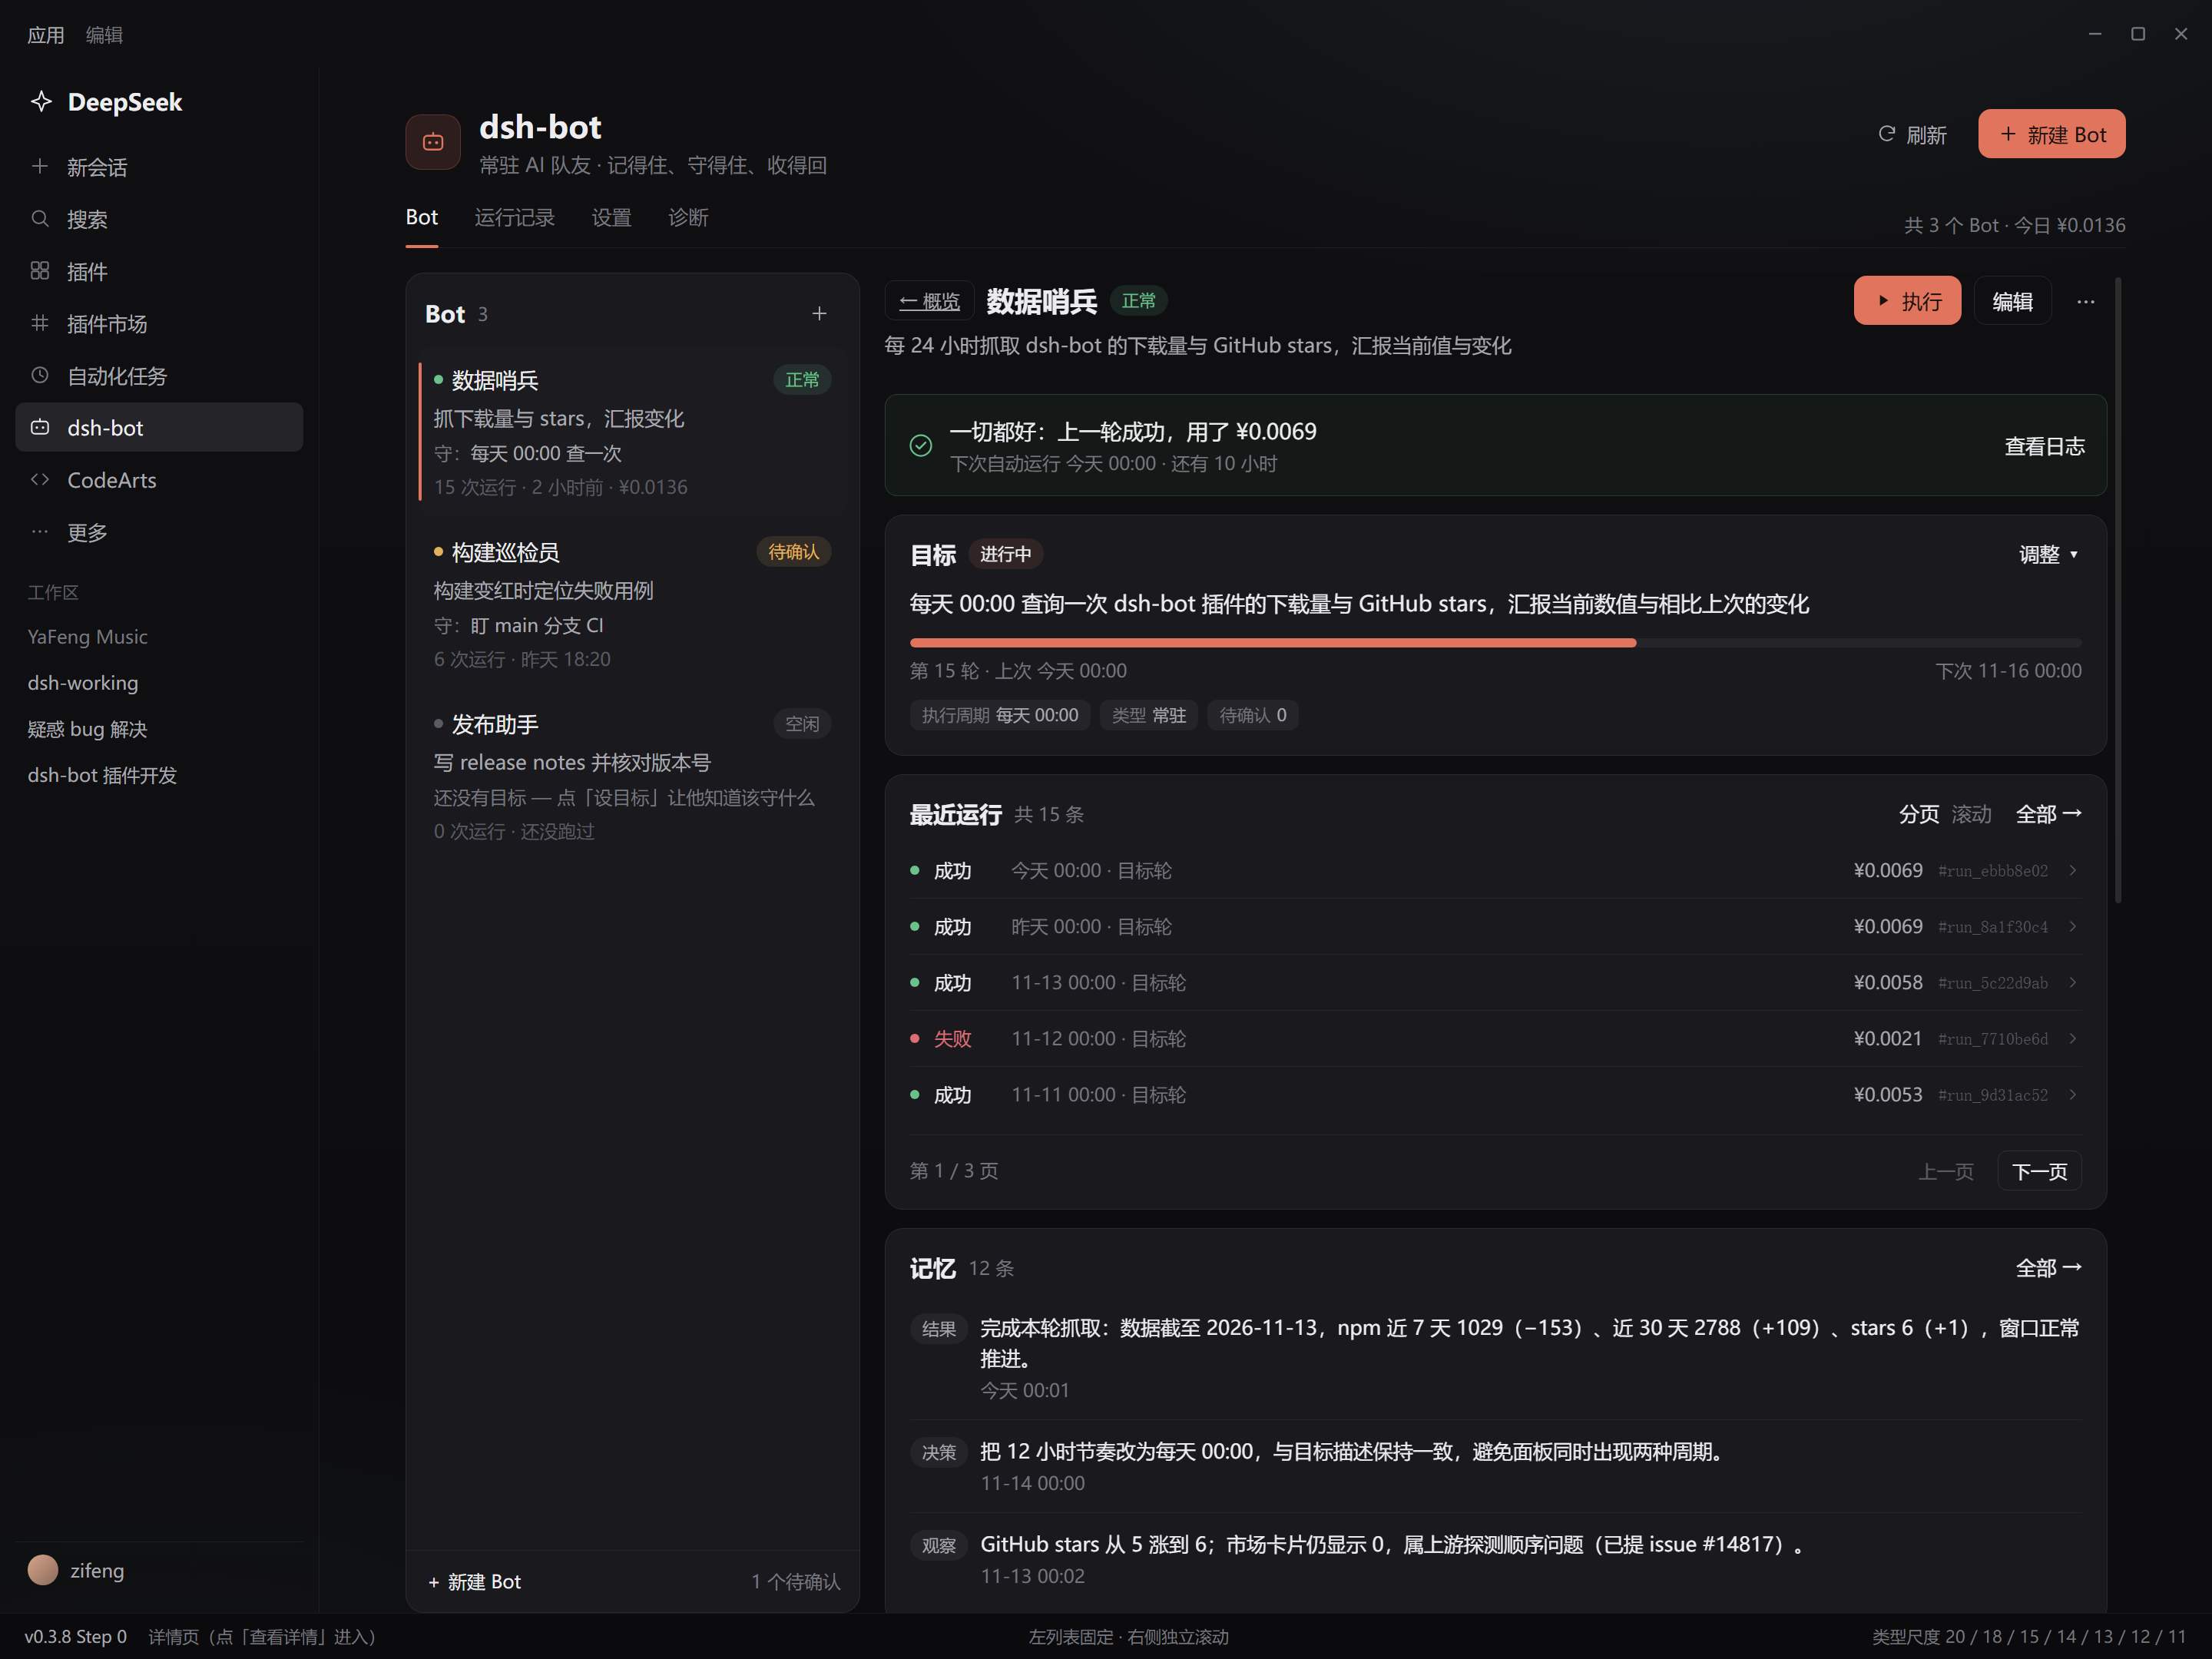 应用 编辑
DeepSeek
新会话
搜索
插件
插件市场
自动化任务
dsh-bot
CodeArts
更多
工作区
YaFeng Music
dsh-working
疑惑 bug 解决
dsh-bot 插件开发
zifeng
dsh-bot
常驻 AI 队友 · 记得住、守得住、收得回
刷新
+ 新建 Bot
Bot 运行记录 设置 诊断
共 3 个 Bot · 今日 ¥0.0136
Bot 3
+
数据哨兵 正常
抓下载量与 stars，汇报变化
守：每天 00:00 查一次
15 次运行 · 2 小时前 · ¥0.0136
构建巡检员 待确认
构建变红时定位失败用例
守：盯 main 分支 CI
6 次运行 · 昨天 18:20
发布助手 空闲
写 release notes 并核对版本号
还没有目标 — 点「设目标」让他知道该守什么
0 次运行 · 还没跑过
+ 新建 Bot 1 个待确认
← 概览 数据哨兵 正常
执行 编辑 ···
每 24 小时抓取 dsh-bot 的下载量与 GitHub stars，汇报当前值与变化
一切都好：上一轮成功，用了 ¥0.0069
下次自动运行 今天 00:00 · 还有 10 小时
查看日志
目标 进行中 调整 ▾
每天 00:00 查询一次 dsh-bot 插件的下载量与 GitHub stars，汇报当前数值与相比上次的变化
第 15 轮 · 上次 今天 00:00 下次 11-16 00:00
执行周期 每天 00:00 类型 常驻 待确认 0
最近运行 共 15 条 分页 滚动 全部 →
成功 今天 00:00 · 目标轮 ¥0.0069 #run_ebbb8e02
成功 昨天 00:00 · 目标轮 ¥0.0069 #run_8a1f30c4
成功 11-13 00:00 · 目标轮 ¥0.0058 #run_5c22d9ab
失败 11-12 00:00 · 目标轮 ¥0.0021 #run_7710be6d
成功 11-11 00:00 · 目标轮 ¥0.0053 #run_9d31ac52
第 1 / 3 页 上一页 下一页
记忆 12 条 全部 →
结果 完成本轮抓取：数据截至 2026-11-13，npm 近 7 天 1029（−153）、近 30 天 2788（+109）、stars 6（+1），窗口正常
推进。
今天 00:01
决策 把 12 小时节奏改为每天 00:00，与目标描述保持一致，避免面板同时出现两种周期。
11-14 00:00
观察 GitHub stars 从 5 涨到 6；市场卡片仍显示 0，属上游探测顺序问题（已提 issue #14817）。
11-13 00:02
v0.3.8 Step 0 详情页（点「查看详情」进入） 左列表固定 · 右侧独立滚动 类型尺度 20 / 18 / 15 / 14 / 13 / 12 / 11